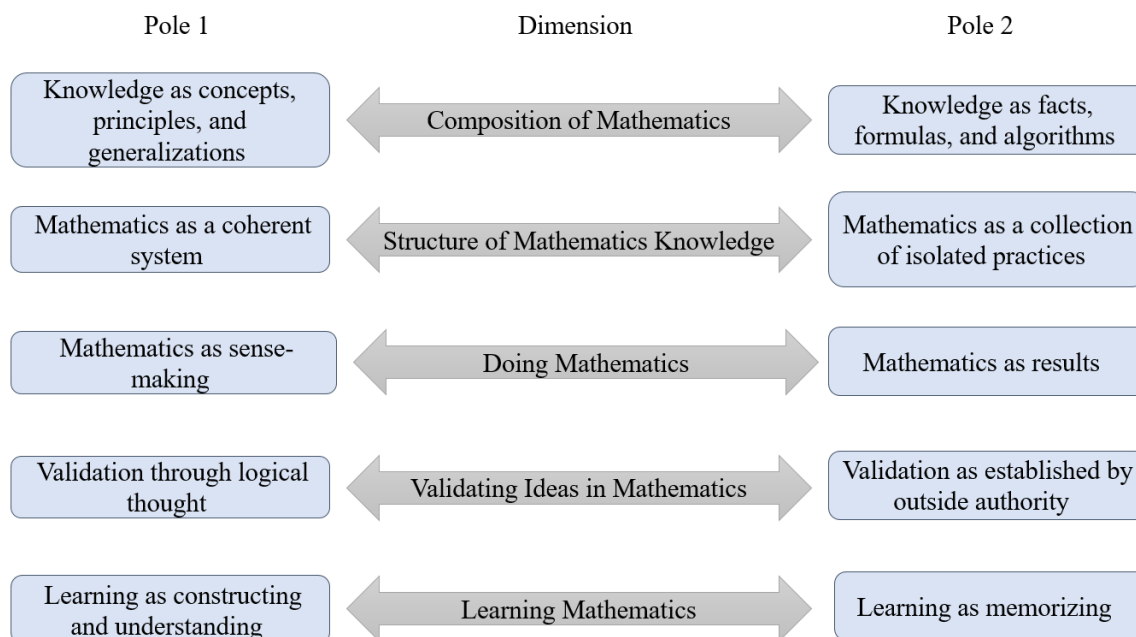 Pole 1
Dimension
Pole 2
Knowledge as concepts,
principles, and
generalizations
Composition of Mathematics
Knowledge as facts,
formulas, and algorithms
Mathematics as a coherent
system
Structure of Mathematics Knowledge
Mathematics as a collection
of isolated practices
Mathematics as sense-
making
Doing Mathematics
Mathematics as results
Validation through logical
thought
Validating Ideas in Mathematics
Validation as established by
outside authority
Learning as constructing
and understanding
Learning Mathematics
Learning as memorizing